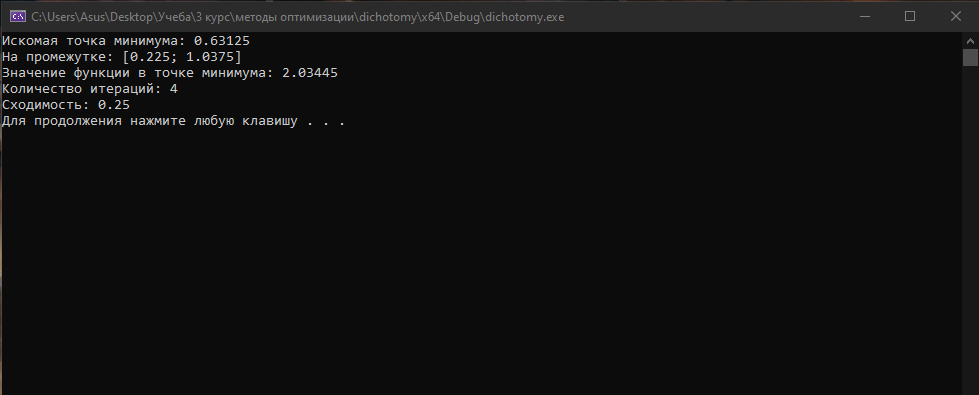 C:\Users\Asus\Desktop\Учеба\3 курс\методы оптимизации\dichotomy\x64\Debug\dichotomy.exe
Искомая точка минимума: 0.63125
На промежутке: [0.225; 1.0375]
Значение функции в точке минимума: 2.03445
Количество итераций: 4
Сходимость: 0.25
Для продолжения нажмите любую клавишу . . .